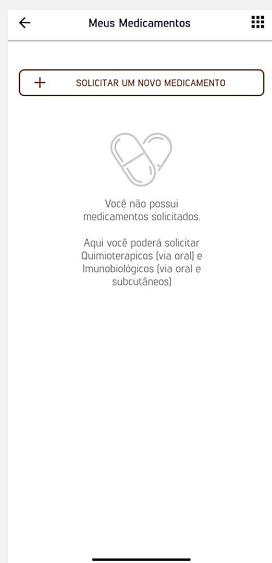 Meus Medicamentos
SOLICITAR UM NOVO MEDICAMENTO
Você não possui
medicamentos solicitados.
Aqui você poderá solicitar
Quimioterapicos (via oral) e
Imunobiológicos (via oral e
subcutâneos)